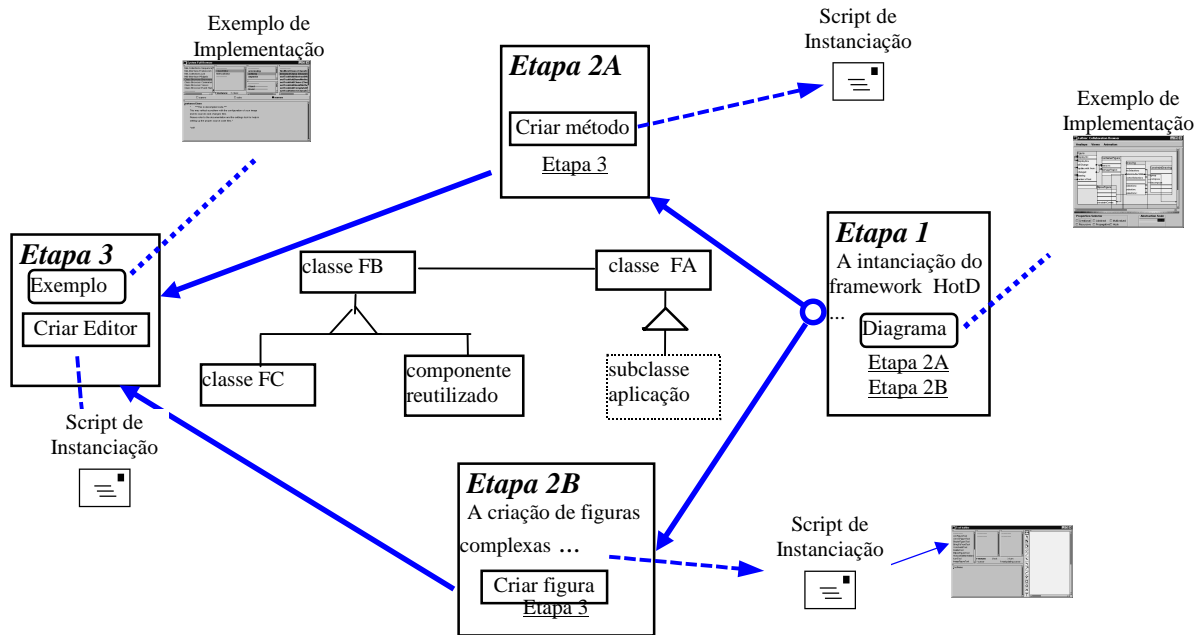 Exemplo de
Implementação
Script de
Instanciação
Etapa 2A
Criar método
Etapa 3
Exemplo de
Implementação
Etapa 1
A intanciação do
framework HotD
...
Diagrama
Etapa 2A
Etapa 2B
Etapa 3
Exemplo
Criar Editor
classe FB
classe FA
classe FC
componente
reutilizado
subclasse
aplicação
Script de
Instanciação
Etapa 2B
A criação de figuras
complexas ...
Criar figura
Etapa 3
Script de
Instanciação